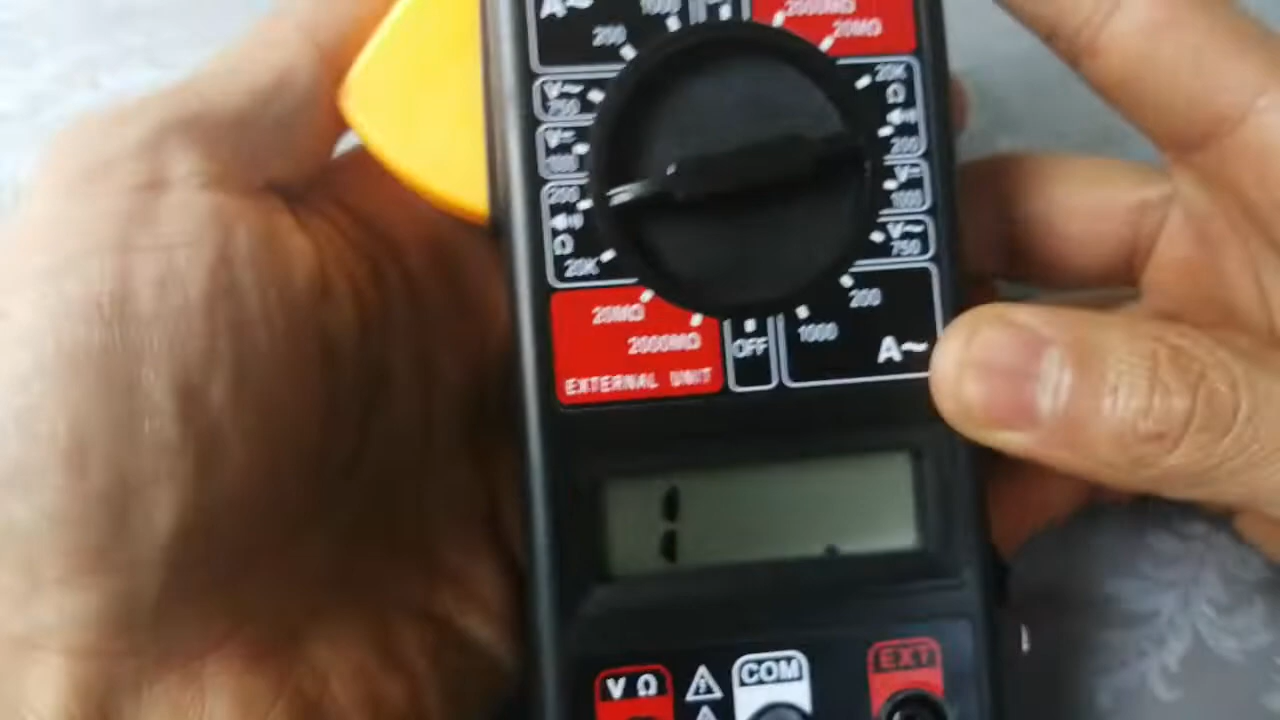 A~
1000
200
2000MΩ
20MΩ
V~
750
20K
Ω
200
V=
1000
V=
1000
200
Ω
20K
V~
750
20MΩ
2000MΩ
EXTERNAL UNIT
OFF
200
1000
A~
1
VΩ
COM
EXT